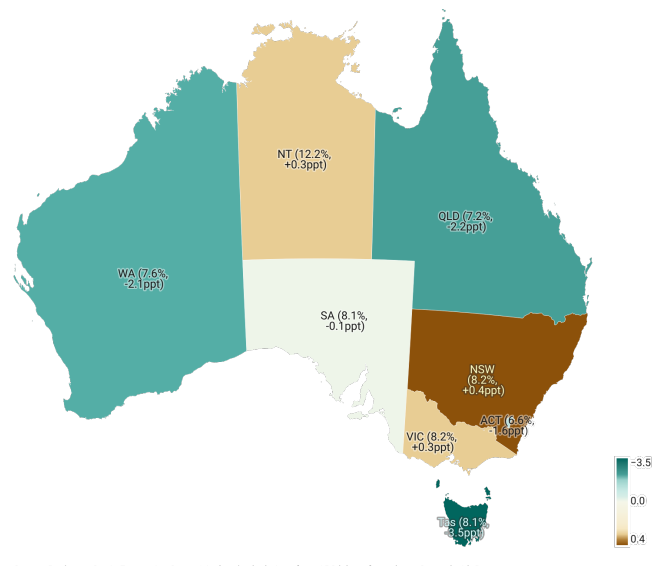 NT (12.2%,
+0.3ppt)
QLD (7.2%,
-2.2ppt)
WA (7.6%,
-2.1ppt)
SA (8.1%,
-0.1ppt)
NSW
(8.2%,
+0.4ppt)
ACT (6.6%,
-1.6ppt)
VIC (8.2%,
+0.3ppt)
Tas (8.1%,
-3.5ppt)
−3.5
0.0
0.4